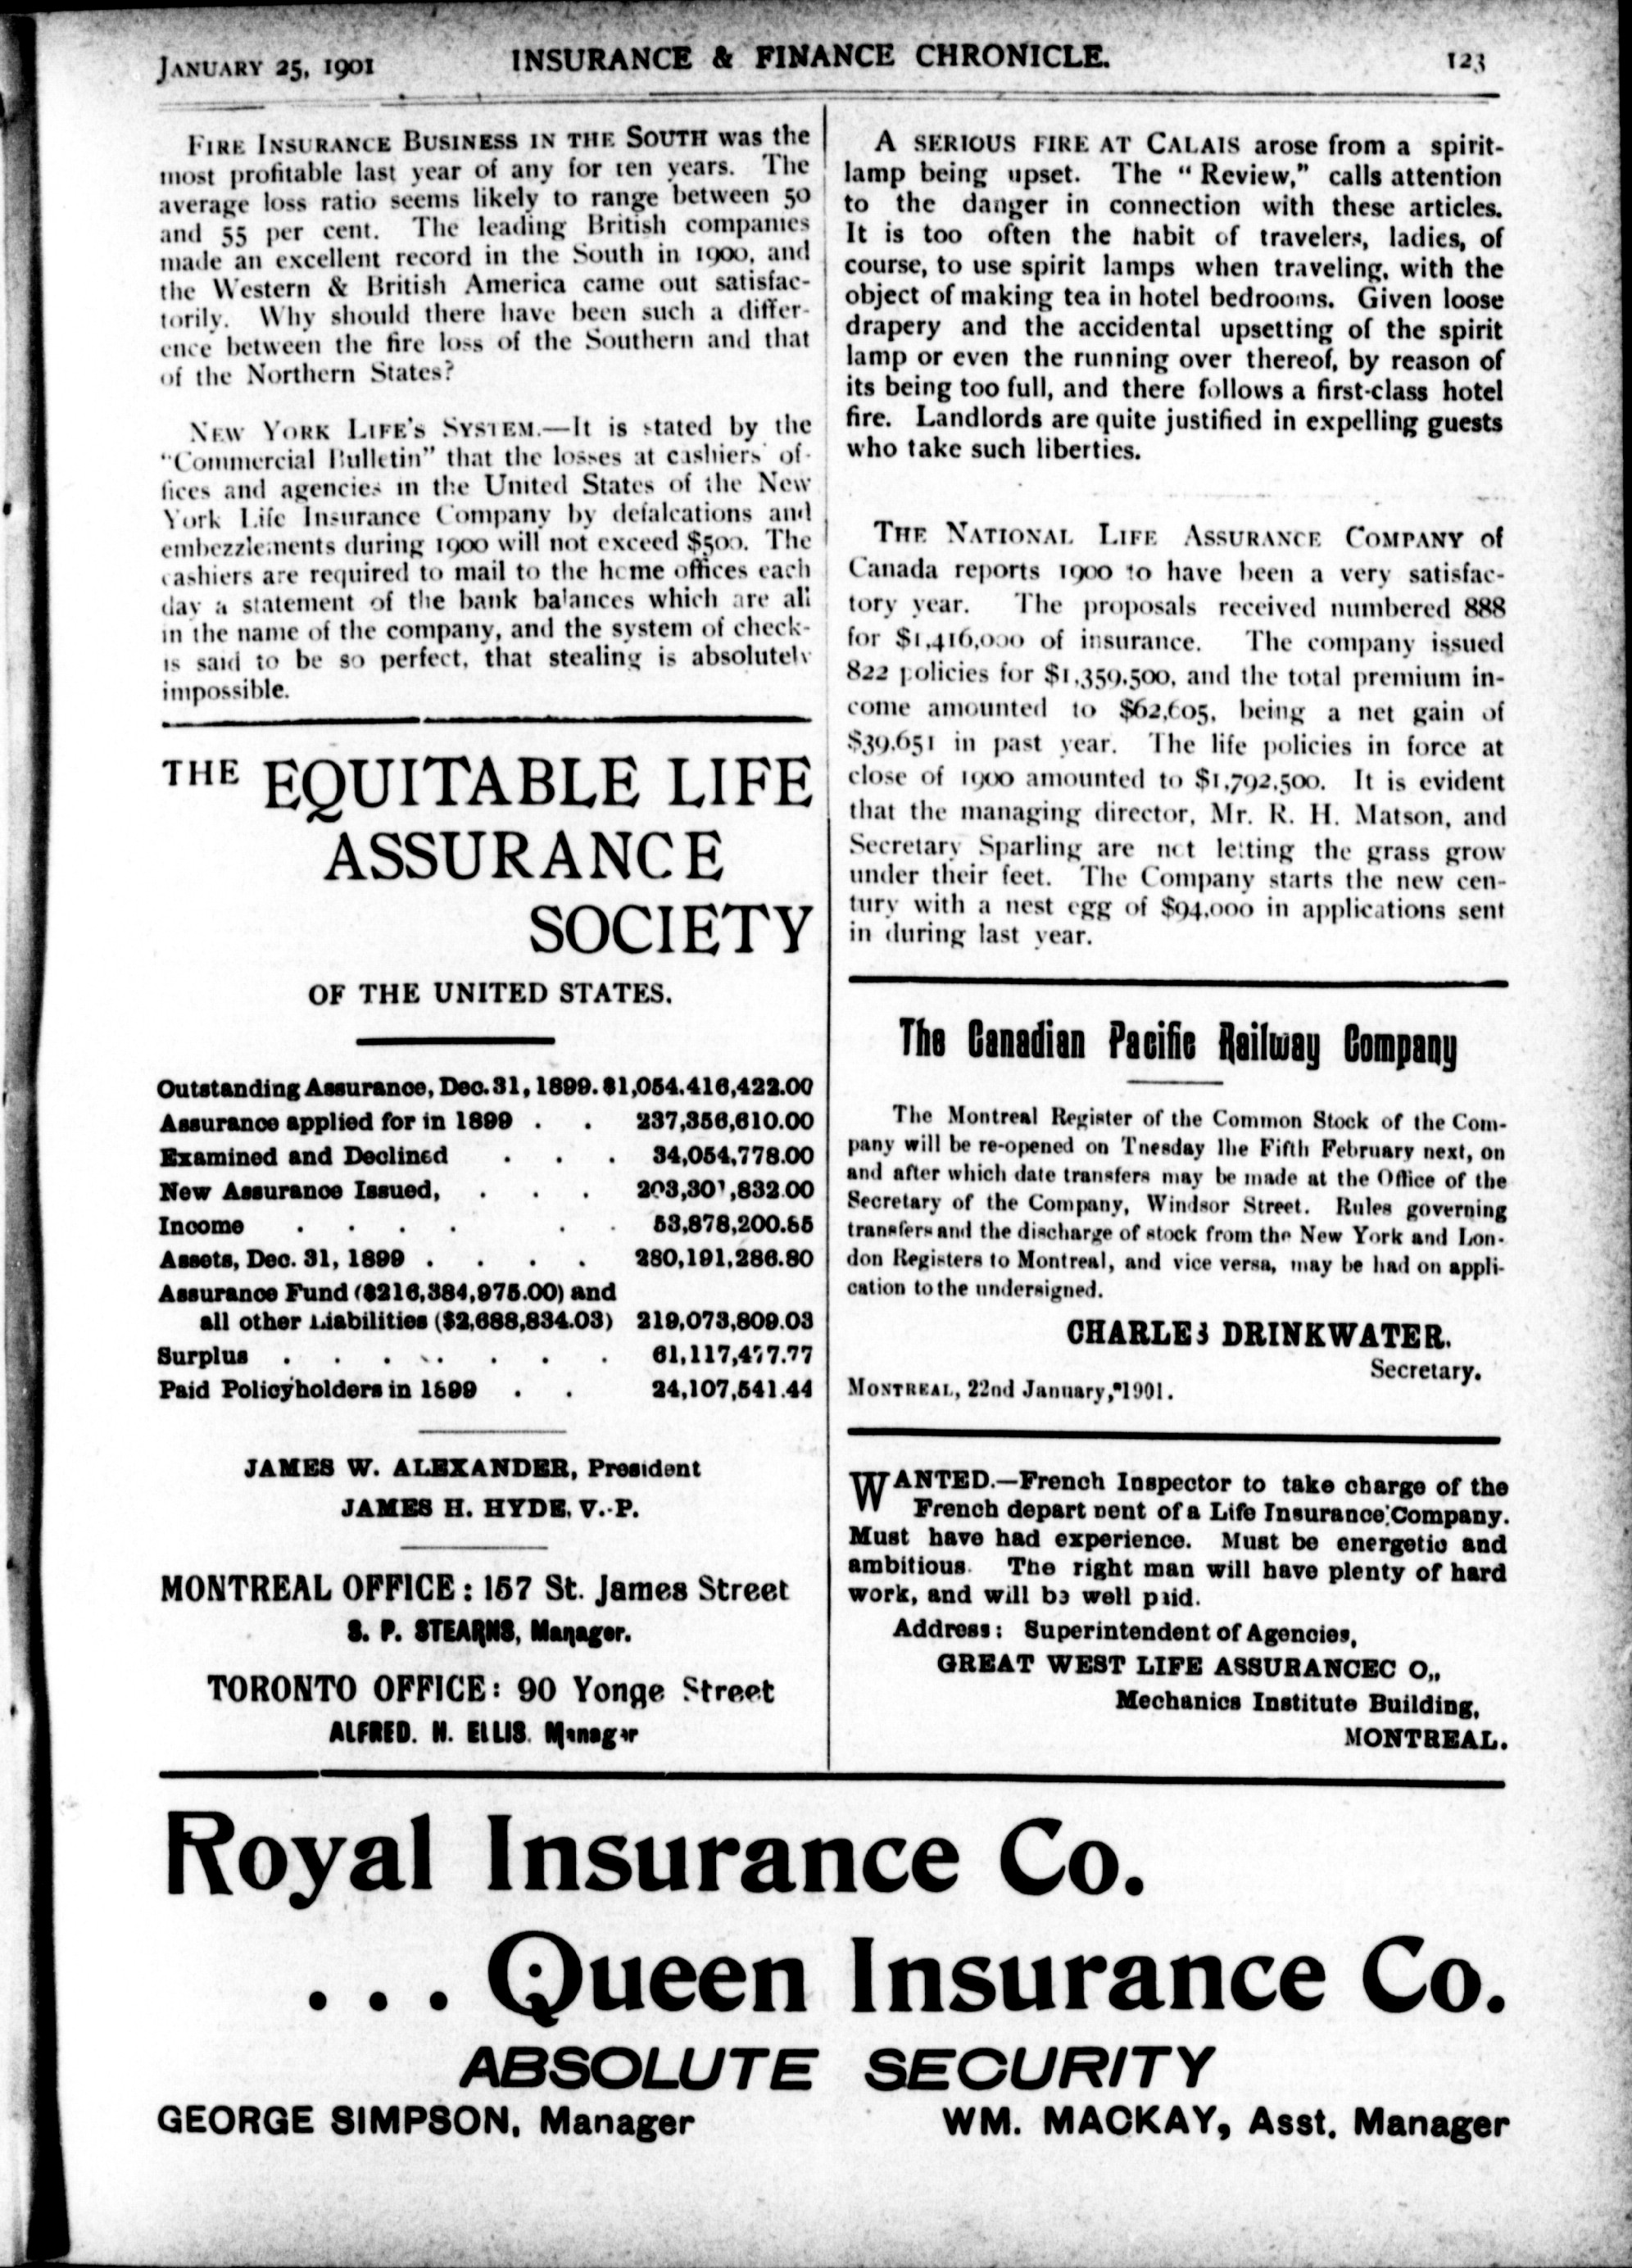 JANUARY 25, 1901 INSURANCE & FINANCE CHRONICLE. 123
FIRE INSURANCE BUSINESS IN THE SOUTH was the
most profitable last year of any for ten years. The
average loss ratio seems likely to range between 50
and 55 per cent. The leading British companies
made an excellent record in the South in 1900, and
the Western & British America came out satisfac-
torily. Why should there have been such a differ-
ence between the fire loss of the Southern and that
of the Northern States?
NEW YORK LIFE'S SYSTEM.—It is stated by the
"Commercial Bulletin" that the losses at cashiers' of-
fices and agencies in the United States of the New
York Life Insurance Company by defalcations and
embezzlements during 1900 will not exceed $500. The
cashiers are required to mail to the home offices each
day a statement of the bank balances which are all
in the name of the company, and the system of check-
is said to be so perfect, that stealing is absolutely
impossible.
THE EQUITABLE LIFE
ASSURANCE
SOCIETY
OF THE UNITED STATES.
Outstanding Assurance, Dec. 31, 1899. $1,054,416,422.00
Assurance applied for in 1899 . . 237,356,610.00
Examined and Declined . . . 34,054,778.00
New Assurance Issued, . . . 203,301,832.00
Income . . . . . . 53,878,200.85
Assets, Dec. 31, 1899 . . . . 280,191,286.80
Assurance Fund ($216,384,975.00) and
all other Liabilities ($2,688,834.03) 219,073,809.03
Surplus . . . . . . . 61,117,477.77
Paid Policyholders in 1899 . . 24,107,541.44
JAMES W. ALEXANDER, President
JAMES H. HYDE, V.-P.
MONTREAL OFFICE: 157 St. James Street
S. P. STEARNS, Manager.
TORONTO OFFICE: 90 Yonge Street
ALFRED. H. ELLIS. Manager
A SERIOUS FIRE AT CALAIS arose from a spirit-
lamp being upset. The "Review," calls attention
to the danger in connection with these articles.
It is too often the habit of travelers, ladies, of
course, to use spirit lamps when traveling, with the
object of making tea in hotel bedrooms. Given loose
drapery and the accidental upsetting of the spirit
lamp or even the running over thereof, by reason of
its being too full, and there follows a first-class hotel
fire. Landlords are quite justified in expelling guests
who take such liberties.
THE NATIONAL LIFE ASSURANCE COMPANY of
Canada reports 1900 to have been a very satisfac-
tory year. The proposals received numbered 888
for $1,416,000 of insurance. The company issued
822 policies for $1,359,500, and the total premium in-
come amounted to $62,605, being a net gain of
$39,651 in past year. The life policies in force at
close of 1900 amounted to $1,792,500. It is evident
that the managing director, Mr. R. H. Matson, and
Secretary Sparling are not letting the grass grow
under their feet. The Company starts the new cen-
tury with a nest egg of $94,000 in applications sent
in during last year.
The Canadian Pacific Railway Company
The Montreal Register of the Common Stock of the Com-
pany will be re-opened on Tuesday the Fifth February next, on
and after which date transfers may be made at the Office of the
Secretary of the Company, Windsor Street. Rules governing
transfers and the discharge of stock from the New York and Lon-
don Registers to Montreal, and vice versa, may be had on appli-
cation to the undersigned.
CHARLES DRINKWATER.
Secretary.
MONTREAL, 22nd January, 1901.
WANTED.—French Inspector to take charge of the
French department of a Life Insurance Company.
Must have had experience. Must be energetic and
ambitious. The right man will have plenty of hard
work, and will be well paid.
Address: Superintendent of Agencies,
GREAT WEST LIFE ASSURANCEC O.,
Mechanics Institute Building,
MONTREAL.
Royal Insurance Co.
... Queen Insurance Co.
ABSOLUTE SECURITY
GEORGE SIMPSON, Manager WM. MACKAY, Asst. Manager